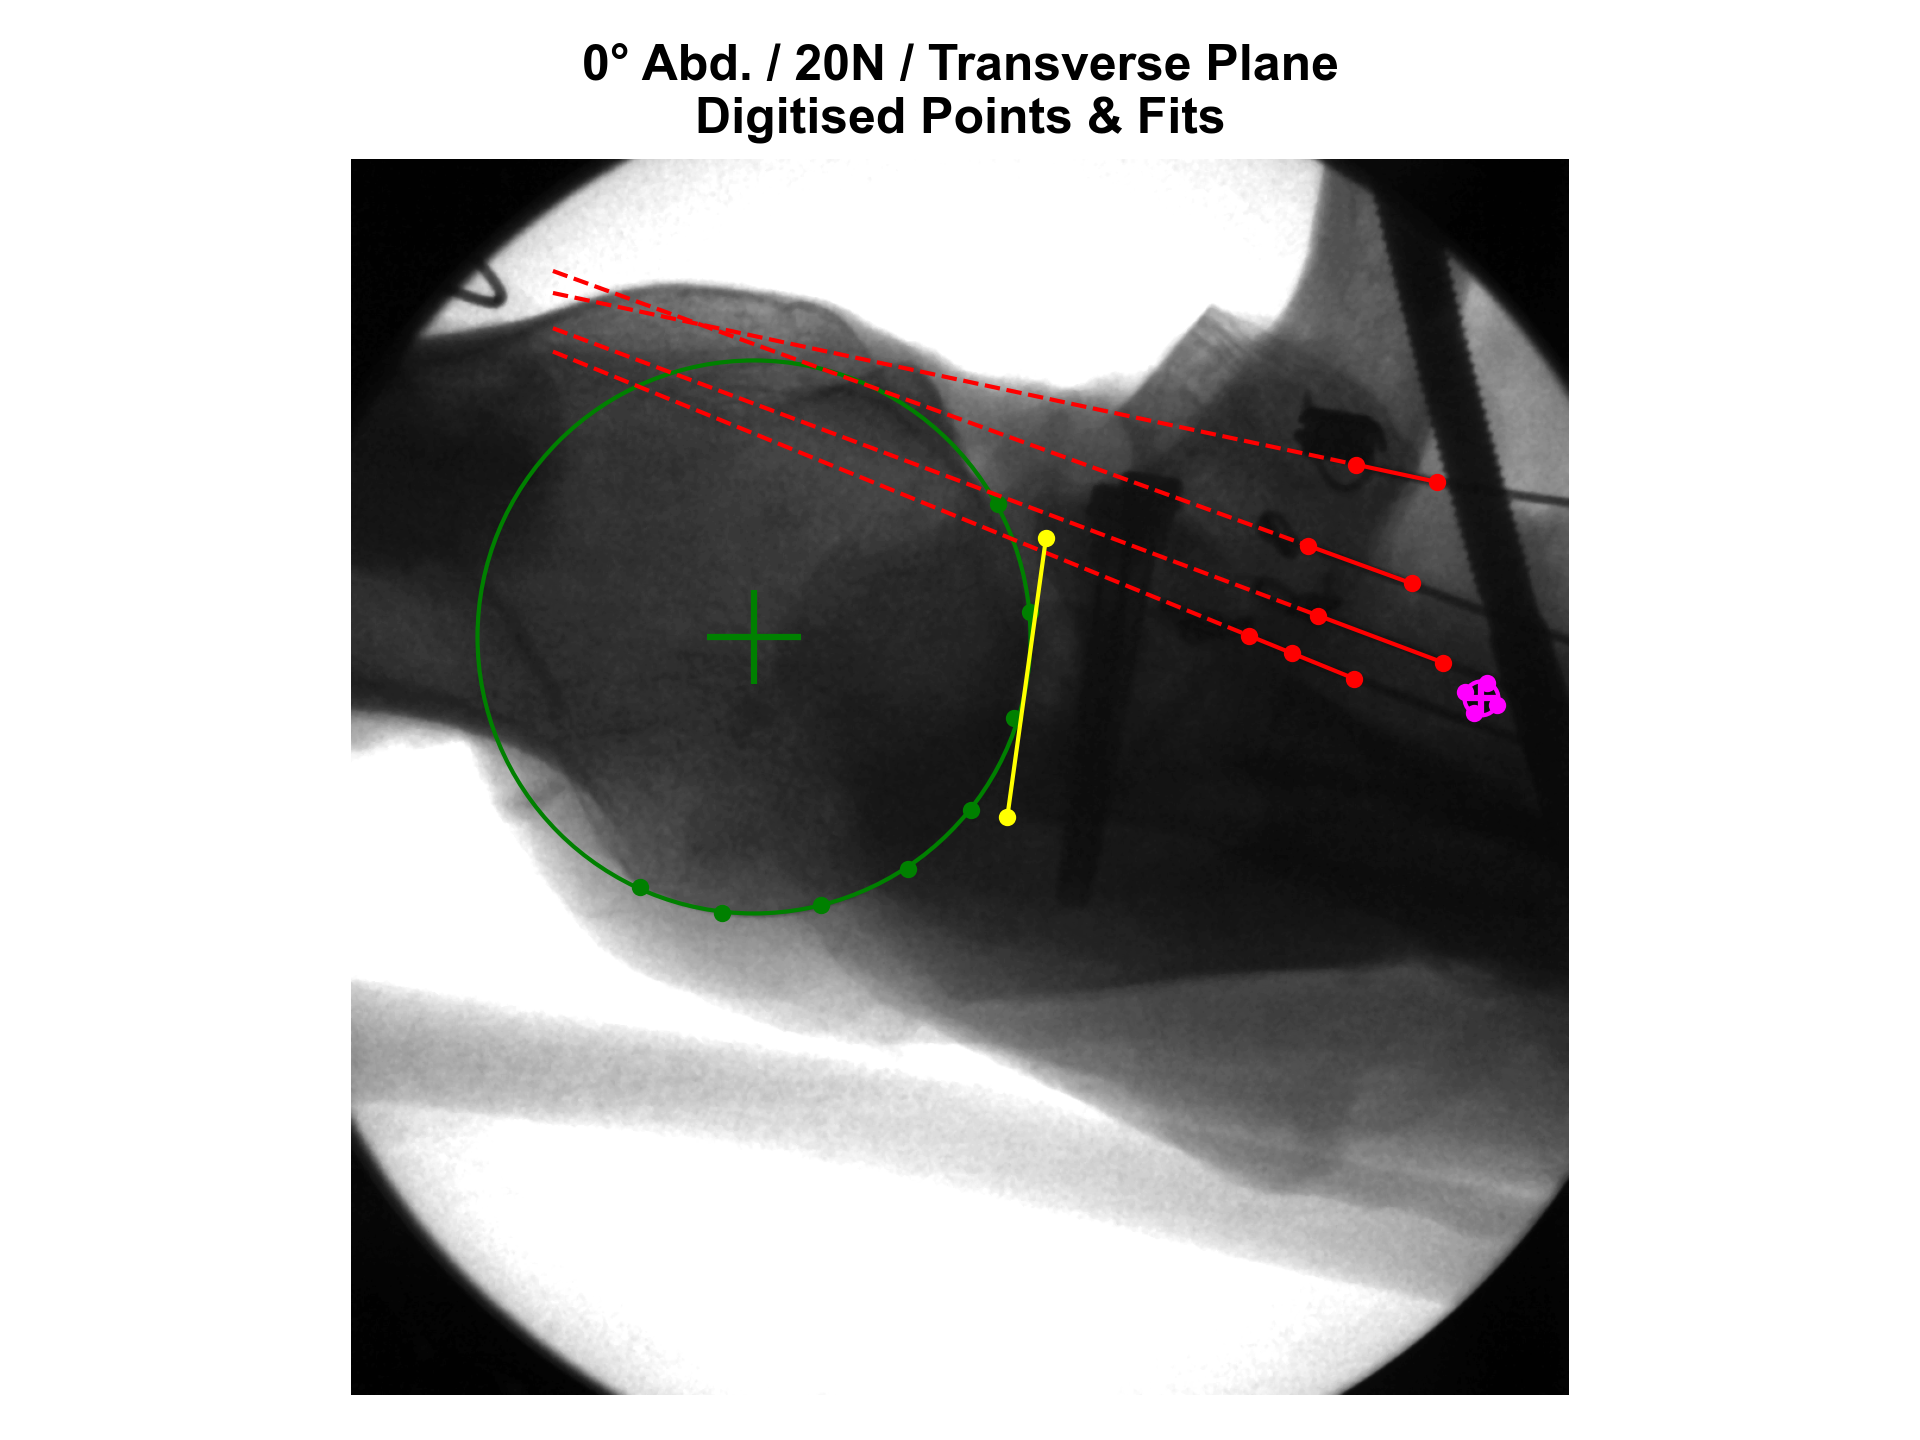 0° Abd. / 20N / Transverse Plane
Digitised Points & Fits